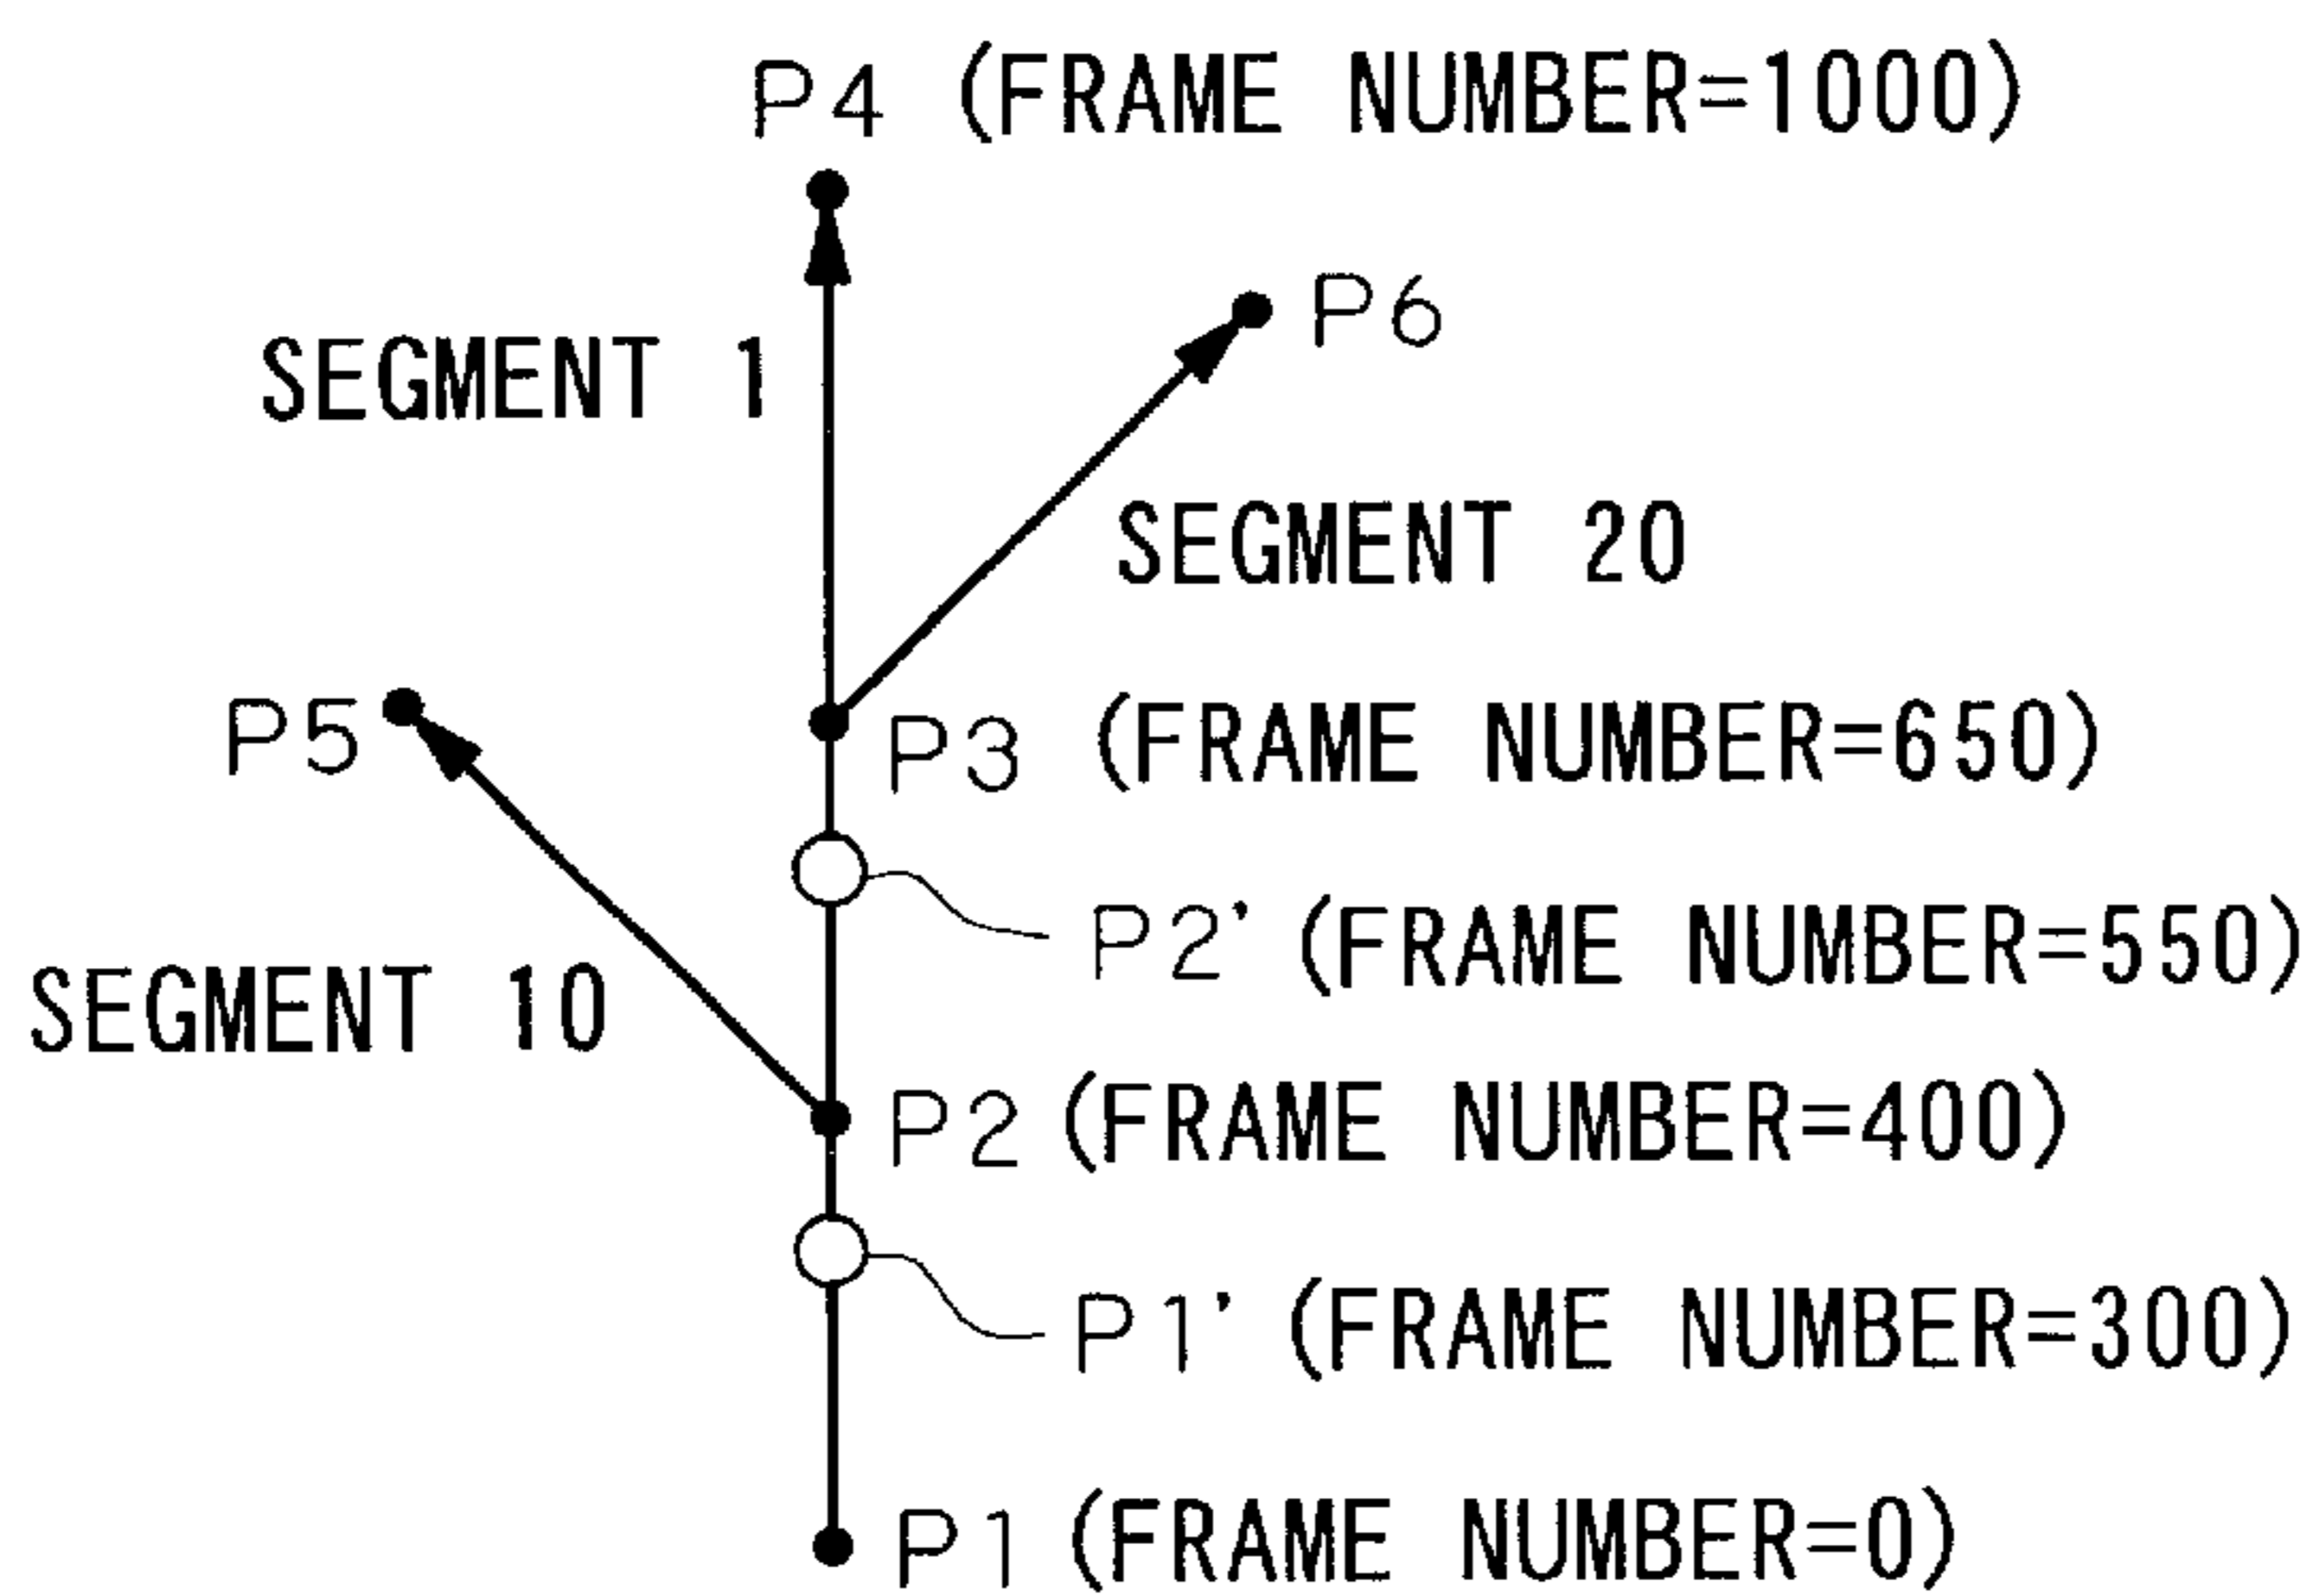 P4 (FRAME NUMBER=1000)
P6
SEGMENT 1
SEGMENT 20
P5
P3 (FRAME NUMBER=650)
P2' (FRAME NUMBER=550)
SEGMENT 10
P2 (FRAME NUMBER=400)
P1' (FRAME NUMBER=300)
P1 (FRAME NUMBER=0)